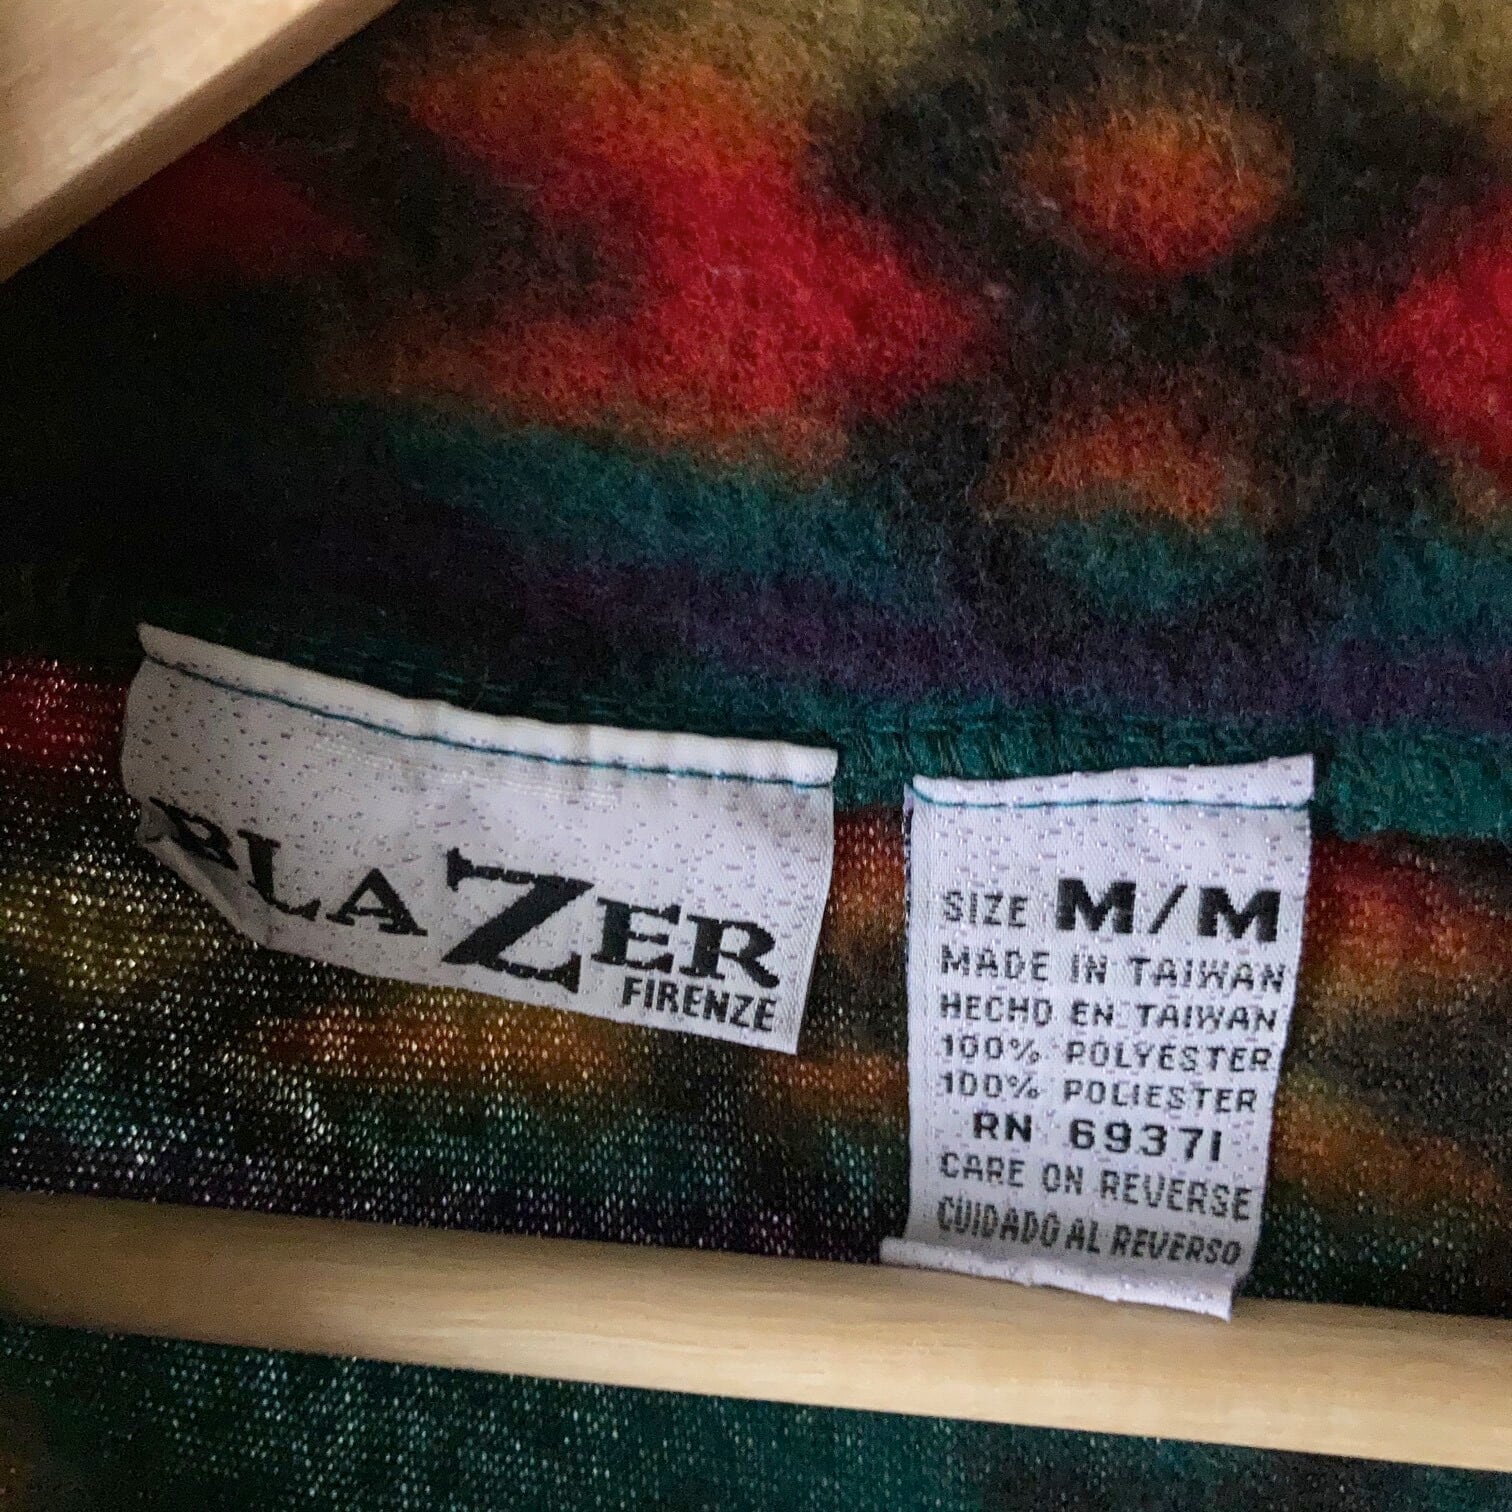 BLAZER
FIRENZE
SIZE M/M
MADE IN TAIWAN
HECHO EN TAIWAN
100% POLYESTER
100% POLIESTER
RN 69371
CARE ON REVERSE
CUIDADO AL REVERSO